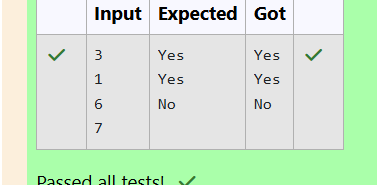 Input Expected Got
3 Yes Yes
1 Yes Yes
6 No No
7
Passed all tests!